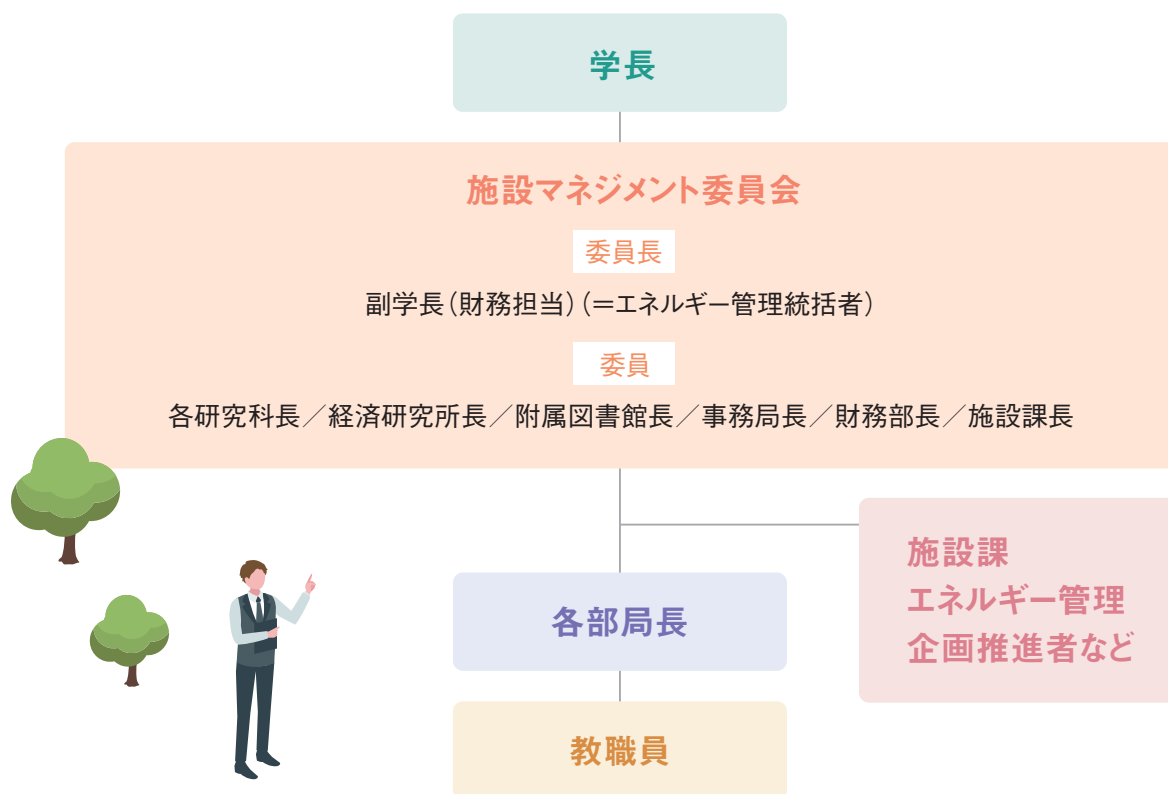 学長
施設マネジメント委員会
委員長
副学長（財務担当）（＝エネルギー管理統括者）
委員
各研究科長／経済研究所長／附属図書館長／事務局長／財務部長／施設課長
施設課
エネルギー管理
企画推進者など
各部局長
教職員